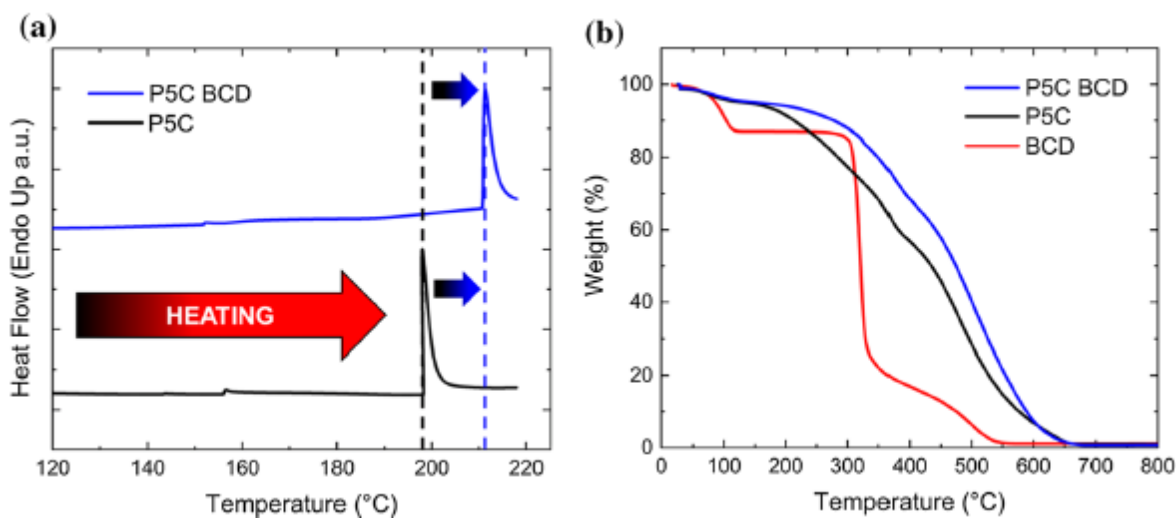 (a)
P5C BCD
P5C
HEATING
Heat Flow (Endo Up a.u.)
120 140 160 180 200 220
Temperature (°C)
(b)
P5C BCD
P5C
BCD
Weight (%)
100
80
60
40
20
0
0 100 200 300 400 500 600 700 800
Temperature (°C)